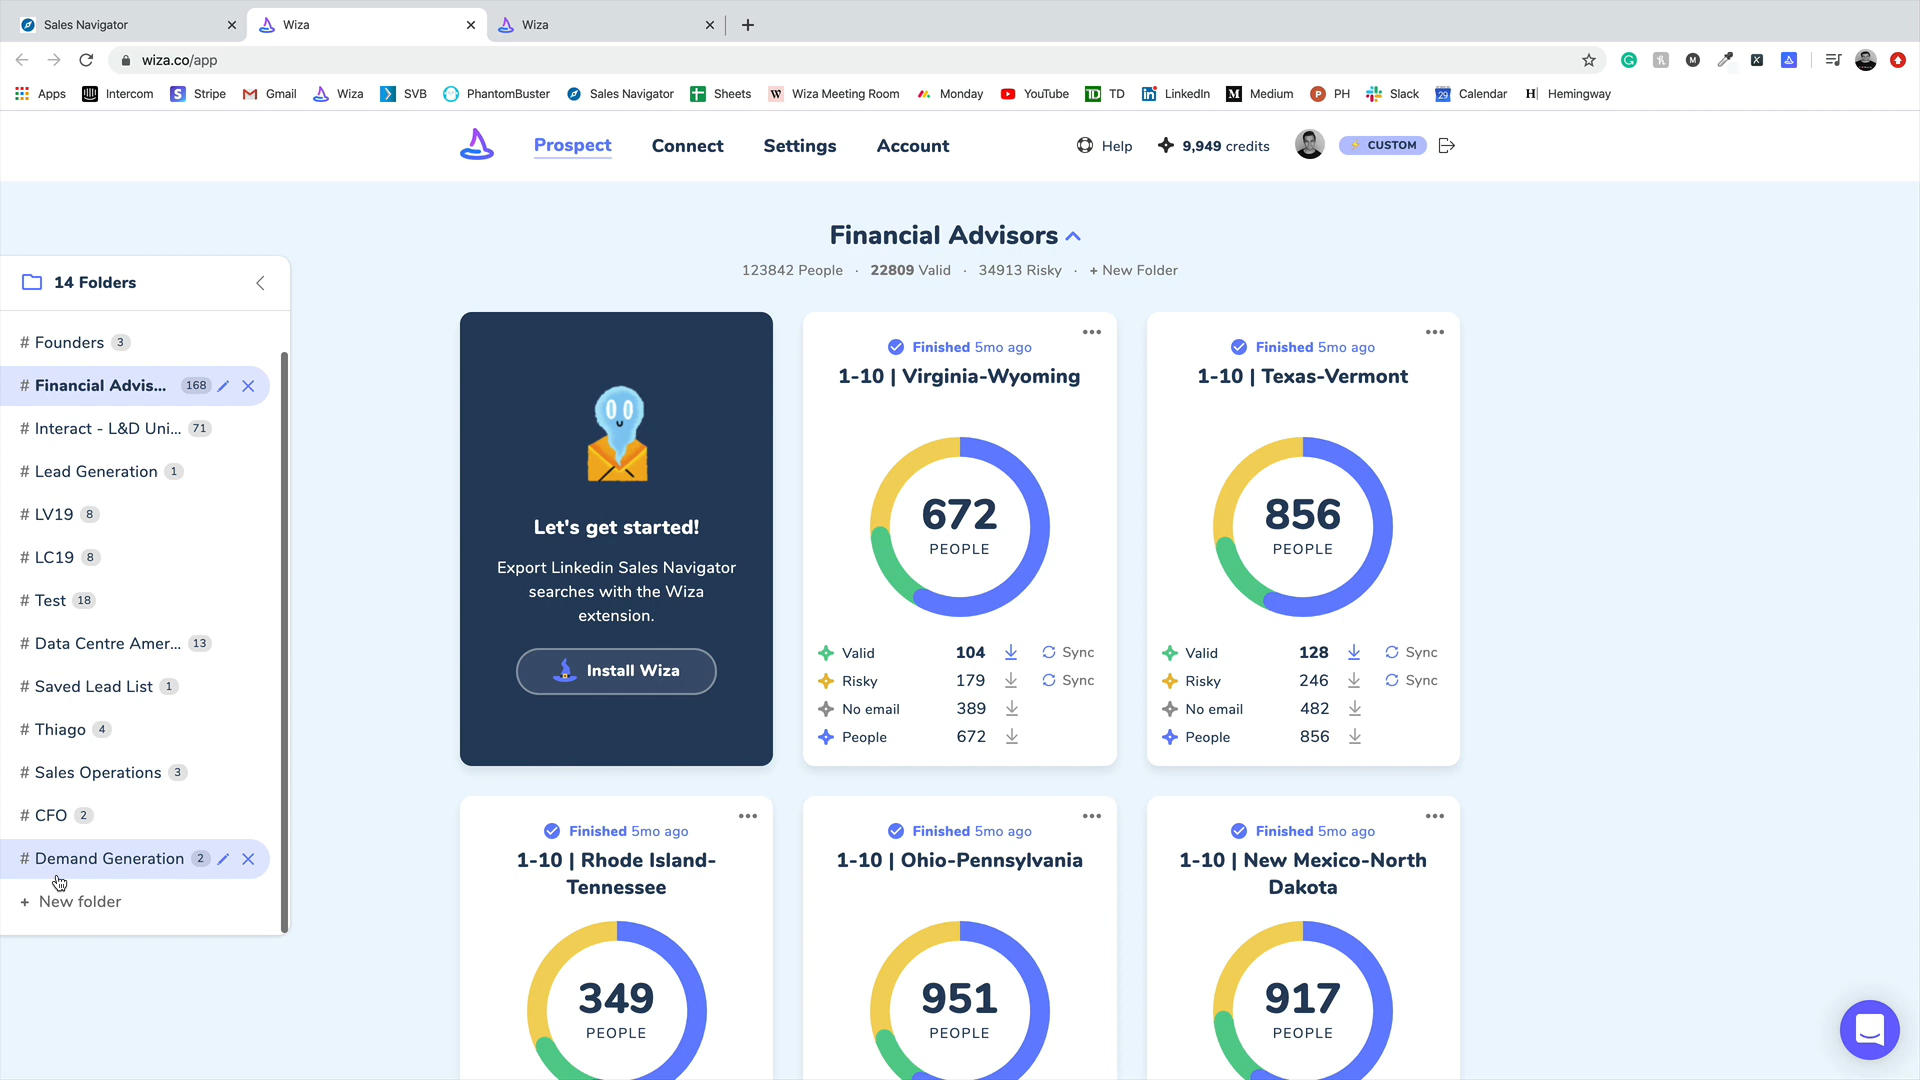 Sales Navigator
Wiza
Wiza
wiza.co/app
Apps
Intercom
Stripe
Gmail
Wiza
SVB
PhantomBuster
Sales Navigator
Sheets
Wiza Meeting Room
Monday
YouTube
TD
LinkedIn
Medium
PH
Slack
Calendar
Hemingway
Prospect
Connect
Settings
Account
Help
9,949 credits
CUSTOM
Financial Advisors
123842 People · 22809 Valid · 34913 Risky · + New Folder
14 Folders
# Founders 3
# Financial Advis... 168
# Interact - L&D Uni... 71
# Lead Generation 1
# LV19 8
# LC19 8
# Test 18
# Data Centre Amer... 13
# Saved Lead List 1
# Thiago 4
# Sales Operations 3
# CFO 2
# Demand Generation 2
+ New folder
Let's get started!
Export Linkedin Sales Navigator
searches with the Wiza
extension.
Install Wiza
Finished 5mo ago
1-10 | Virginia-Wyoming
672
PEOPLE
Valid 104 Sync
Risky 179 Sync
No email 389
People 672
Finished 5mo ago
1-10 | Texas-Vermont
856
PEOPLE
Valid 128 Sync
Risky 246 Sync
No email 482
People 856
Finished 5mo ago
1-10 | Rhode Island-
Tennessee
349
PEOPLE
Finished 5mo ago
1-10 | Ohio-Pennsylvania
951
PEOPLE
Finished 5mo ago
1-10 | New Mexico-North
Dakota
917
PEOPLE